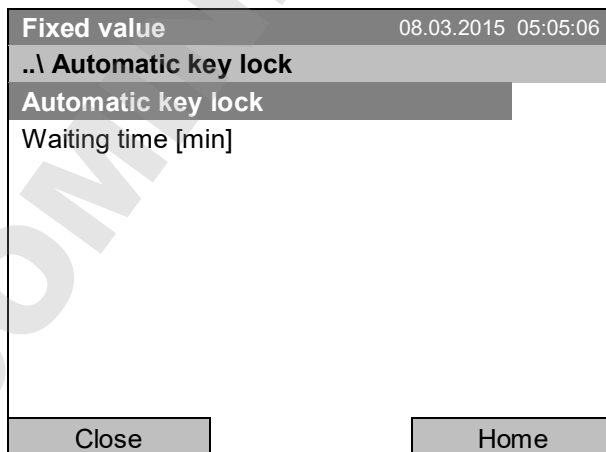 Fixed value 08.03.2015 05:05:06
..\ Automatic key lock
Automatic key lock
Waiting time [min]
Close Home